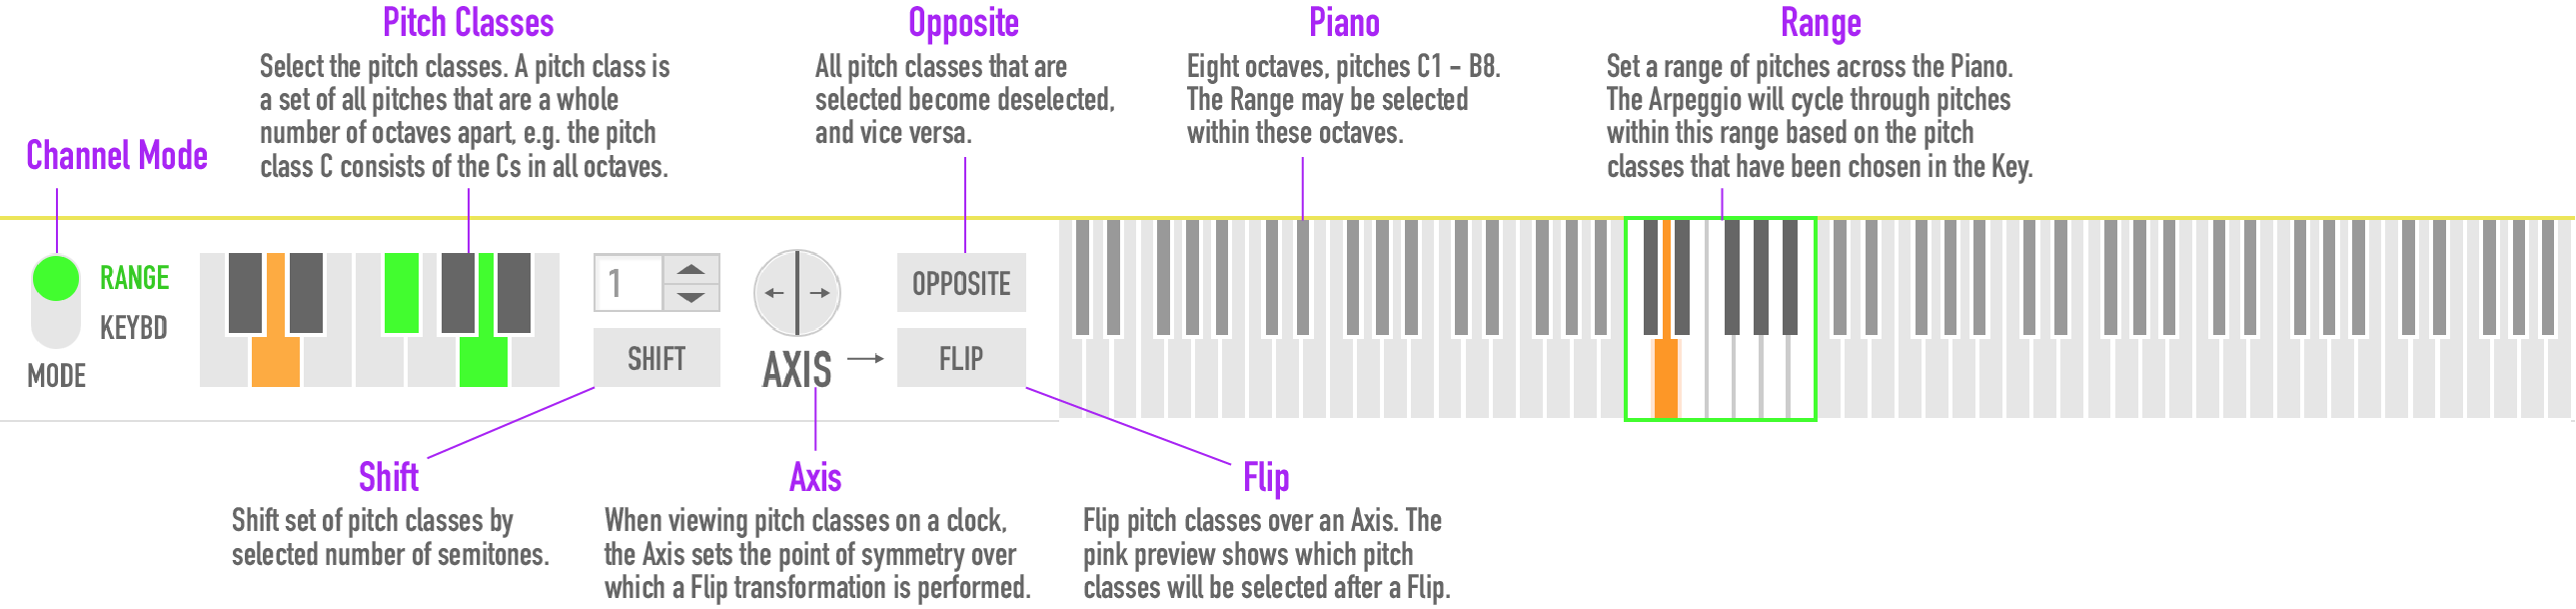 Pitch Classes
Select the pitch classes. A pitch class is
a set of all pitches that are a whole
number of octaves apart, e.g. the pitch
class C consists of the Cs in all octaves.
Opposite
All pitch classes that are
selected become deselected,
and vice versa.
Piano
Eight octaves, pitches C1 - B8.
The Range may be selected
within these octaves.
Range
Set a range of pitches across the Piano.
The Arpeggio will cycle through pitches
within this range based on the pitch
classes that have been chosen in the Key.
Channel Mode
RANGE
KEYBD
MODE
1
SHIFT
AXIS
OPPOSITE
FLIP
Shift
Shift set of pitch classes by
selected number of semitones.
Axis
When viewing pitch classes on a clock,
the Axis sets the point of symmetry over
which a Flip transformation is performed.
Flip
Flip pitch classes over an Axis. The
pink preview shows which pitch
classes will be selected after a Flip.